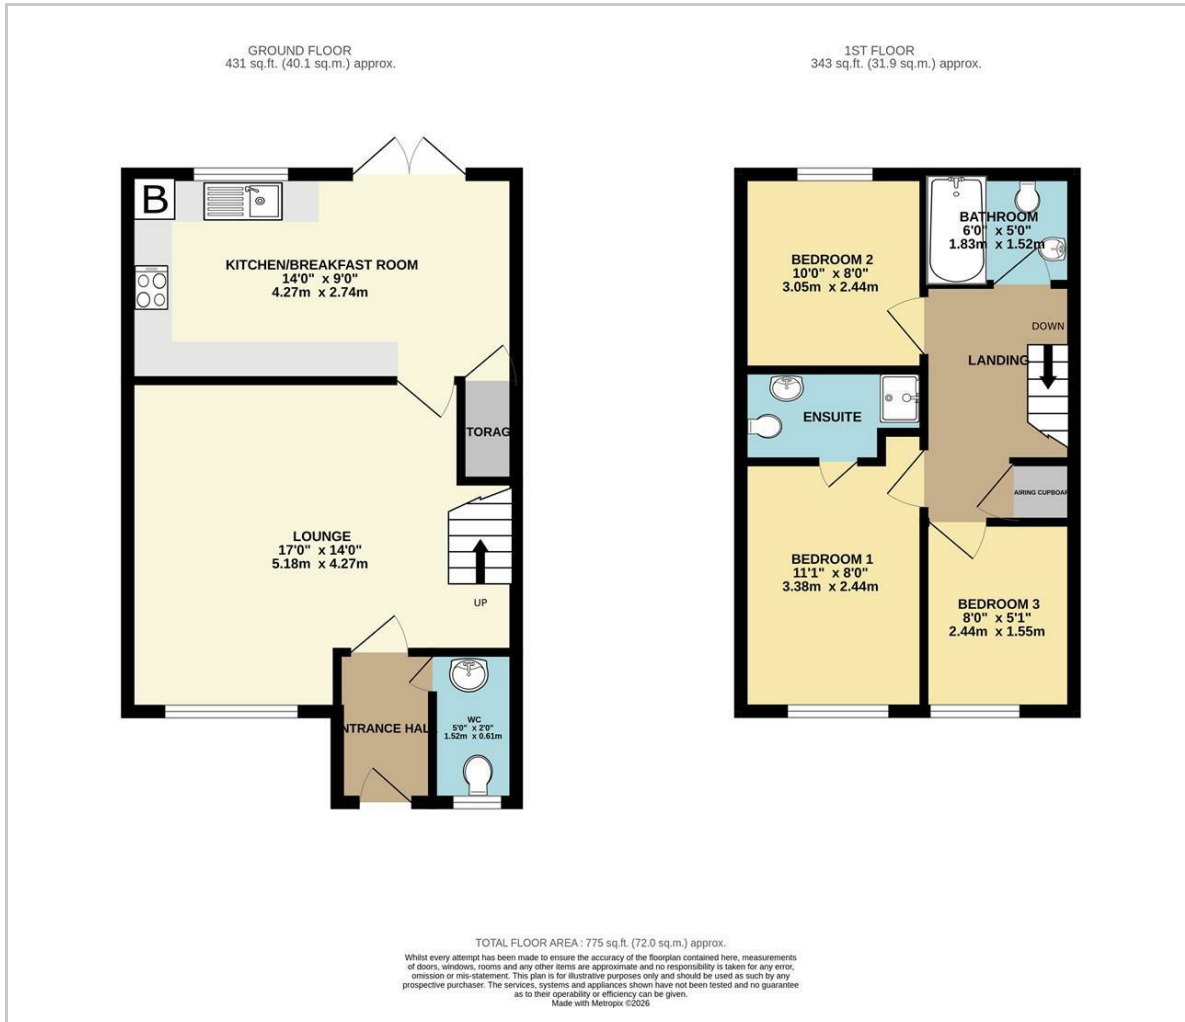 GROUND FLOOR
431 sq.ft. (40.1 sq.m.) approx.
B
KITCHEN/BREAKFAST ROOM
14'0" x 9'0"
4.27m x 2.74m
TORAG
LOUNGE
17'0" x 14'0"
5.18m x 4.27m
UP
NTRANCE HAL
WC
5'0" x 2'0"
1.52m x 0.61m
1ST FLOOR
343 sq.ft. (31.9 sq.m.) approx.
BEDROOM 2
10'0" x 8'0"
3.05m x 2.44m
BATHROOM
6'0" x 5'0"
1.83m x 1.52m
DOWN
LANDING
ENSUITE
AIRING CUPBOAR
BEDROOM 1
11'1" x 8'0"
3.38m x 2.44m
BEDROOM 3
8'0" x 5'1"
2.44m x 1.55m
TOTAL FLOOR AREA : 775 sq.ft. (72.0 sq.m.) approx.
Whilst every attempt has been made to ensure the accuracy of the floorplan contained here, measurements
of doors, windows, rooms and any other items are approximate and no responsibility is taken for any error,
omission or mis-statement. This plan is for illustrative purposes only and should be used as such by any
prospective purchaser. The services, systems and appliances shown have not been tested and no guarantee
as to their operability or efficiency can be given.
Made with Metropix ©2026